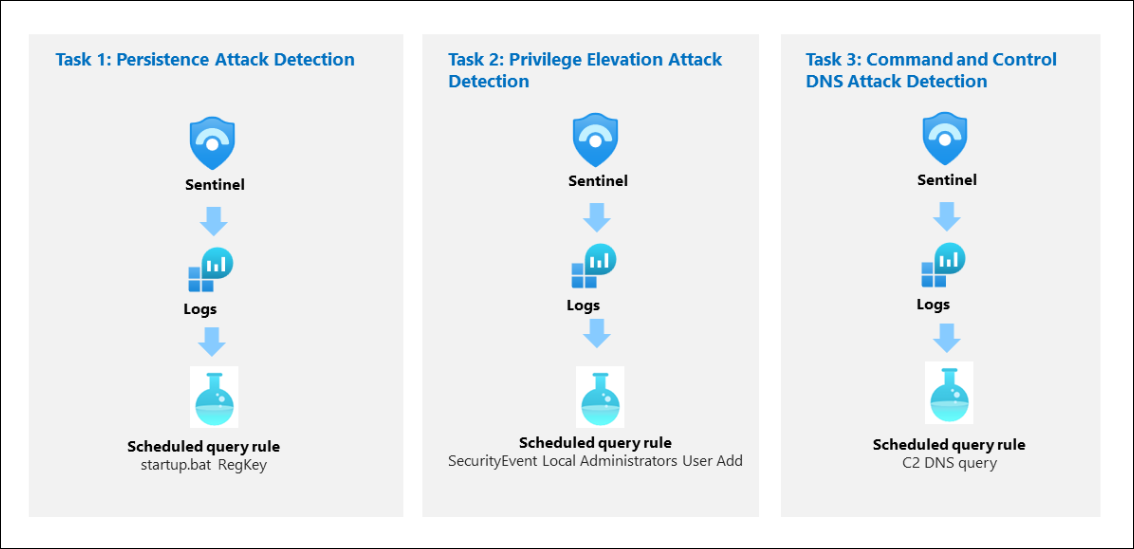 Task 1: Persistence Attack Detection
Sentinel
Logs
Scheduled query rule
startup.bat RegKey
Task 2: Privilege Elevation Attack
Detection
Sentinel
Logs
Scheduled query rule
SecurityEvent Local Administrators User Add
Task 3: Command and Control
DNS Attack Detection
Sentinel
Logs
Scheduled query rule
C2 DNS query